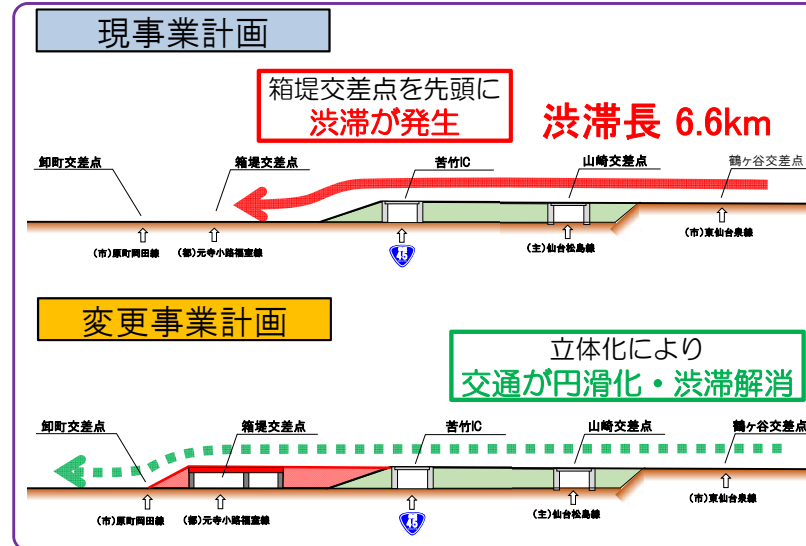 現事業計画
箱堤交差点を先頭に
渋滞が発生
渋滞長 6.6km
卸町交差点
箱堤交差点
苦竹IC
山崎交差点
鶴ヶ谷交差点
(市)原町岡田線
(都)元寺小路福室線
45
(主)仙台松島線
(市)東仙台泉線
変更事業計画
立体化により
交通が円滑化・渋滞解消
卸町交差点
箱堤交差点
苦竹IC
山崎交差点
鶴ヶ谷交差点
(市)原町岡田線
(都)元寺小路福室線
45
(主)仙台松島線
(市)東仙台泉線